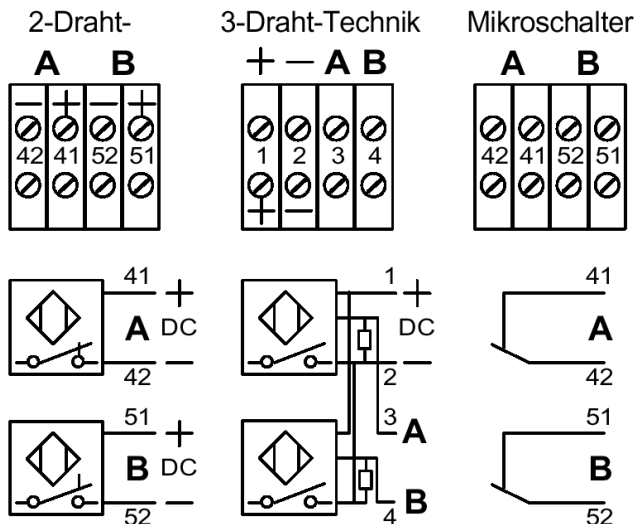 2-Draht- 3-Draht-Technik Mikroschalter
A B + — A B A B
— + — +
42 41 52 51 1 2 3 4 42 41 52 51
+ —
41 1 41
+ +
A DC DC A
— —
42 2 42
51 3 A 51
+
B DC B
— B
52 4 52